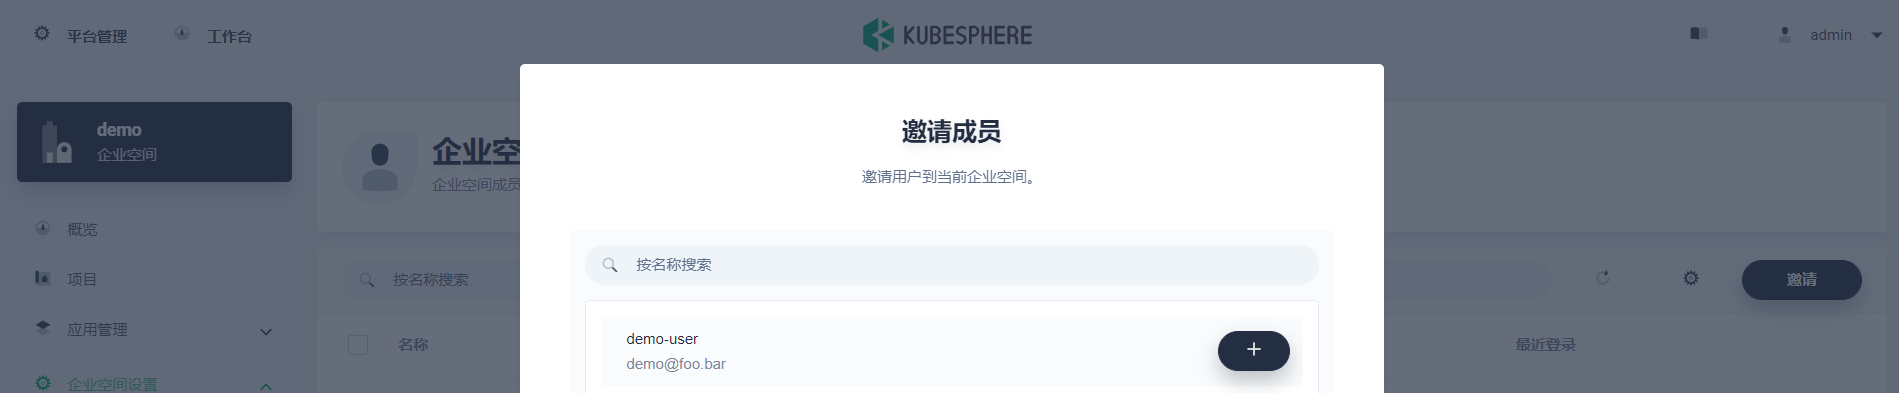 平台管理
工作台
KUBESPHERE
admin
demo
企业空间
概览
项目
应用管理
企业空间设置
企业空
企业空间成员
按名称搜索
邀请
名称
最近登录
邀请成员
邀请用户到当前企业空间。
按名称搜索
demo-user
demo@foo.bar